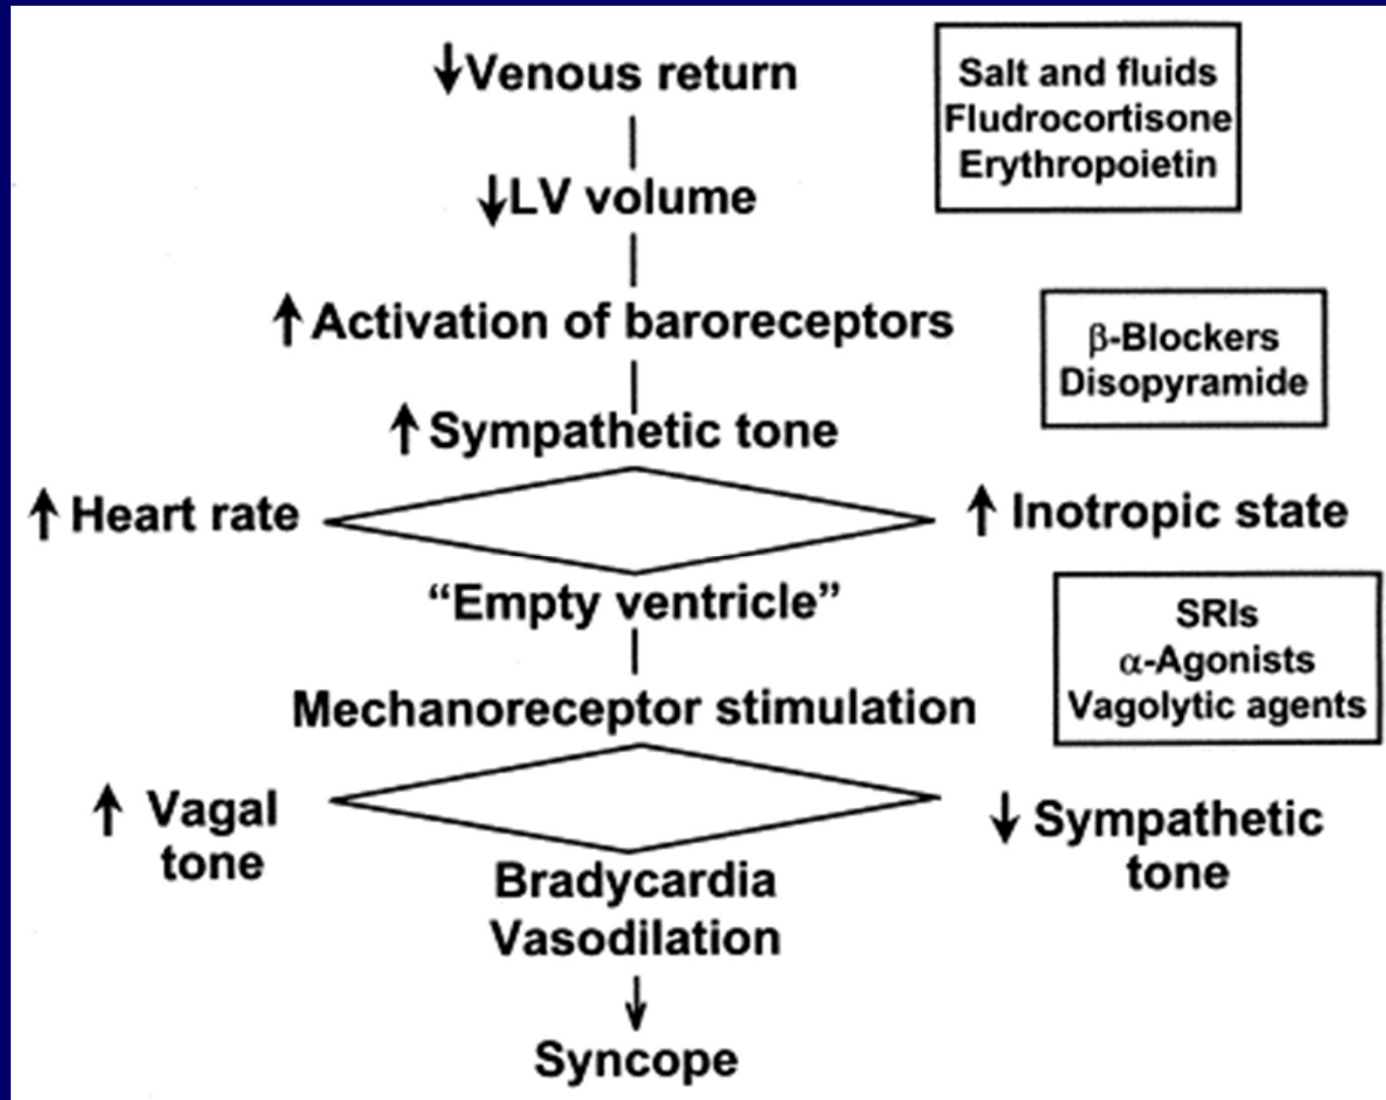 ↓Venous return
Salt and fluids
Fludrocortisone
Erythropoietin
↓LV volume
↑Activation of baroreceptors
β-Blockers
Disopyramide
↑Sympathetic tone
↑Heart rate
↑Inotropic state
“Empty ventricle”
SRIs
α-Agonists
Vagolytic agents
Mechanoreceptor stimulation
↑Vagal
tone
↓Sympathetic
tone
Bradycardia
Vasodilation
Syncope